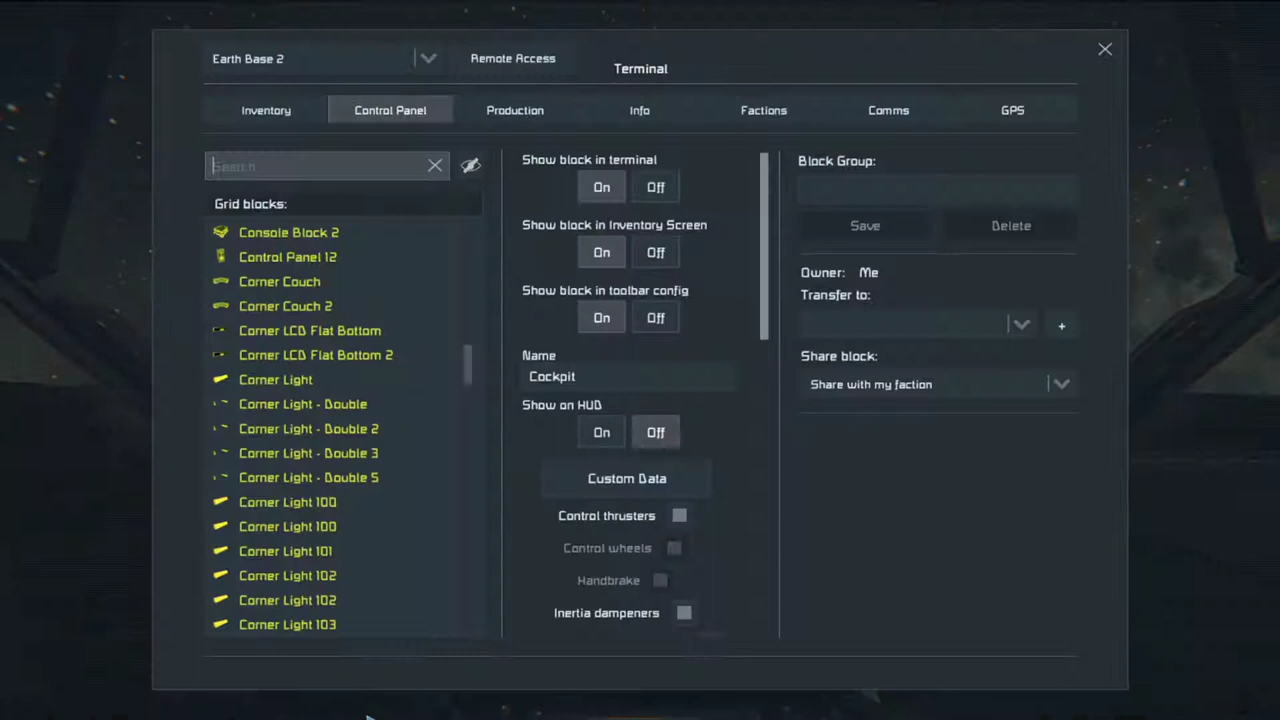 Earth Base 2
Remote Access
Terminal
Inventory
Control Panel
Production
Info
Factions
Comms
GPS
Search
Grid blocks:
Console Block 2
Control Panel 12
Corner Couch
Corner Couch 2
Corner LCD Flat Bottom
Corner LCD Flat Bottom 2
Corner Light
Corner Light - Double
Corner Light - Double 2
Corner Light - Double 3
Corner Light - Double 5
Corner Light 100
Corner Light 100
Corner Light 101
Corner Light 102
Corner Light 102
Corner Light 103
Show block in terminal
On Off
Show block in Inventory Screen
On Off
Show block in toolbar config
On Off
Name
Cockpit
Show on HUD
On Off
Custom Data
Control thrusters
Control wheels
Handbrake
Inertia dampeners
Block Group:
Save Delete
Owner: Me
Transfer to:
+
Share block:
Share with my faction